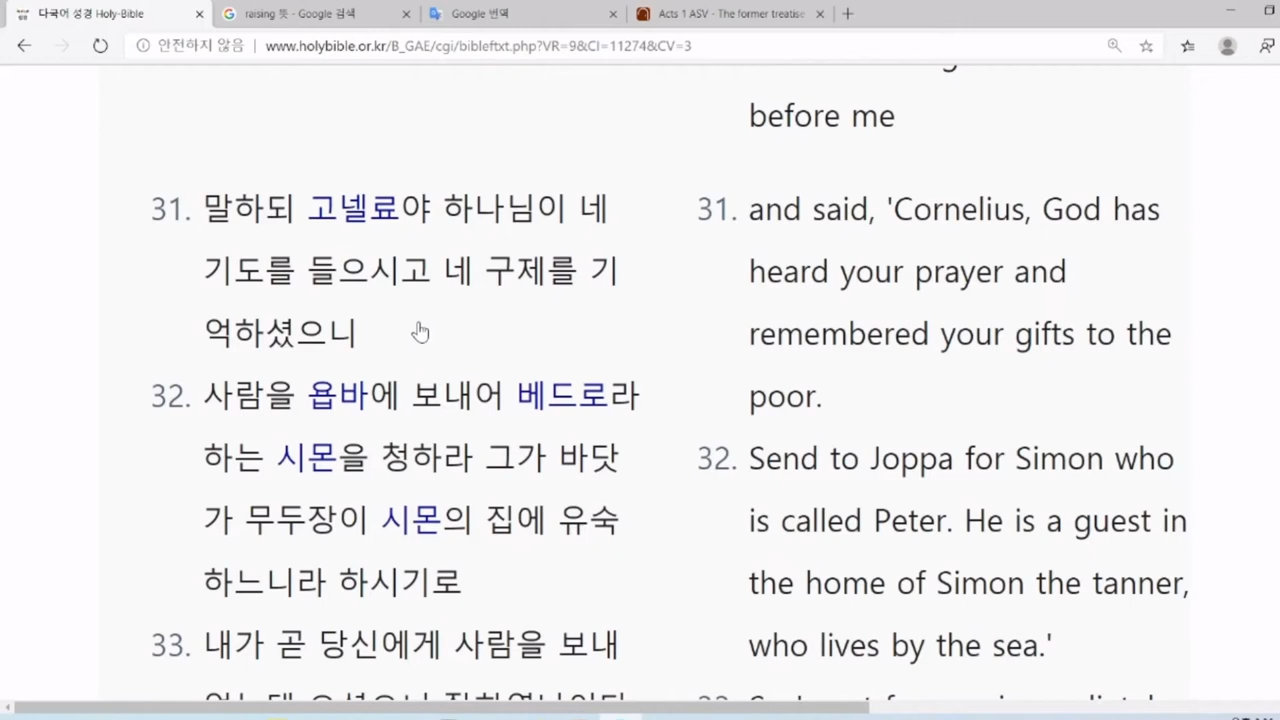 다국어 성경 Holy-Bible
raising 뜻 - Google 검색
Google 번역
Acts 1 ASV - The former treatise
안전하지 않음 | www.holybible.or.kr/B_GAE/cgi/bibleftxt.php?VR=9&CI=11274&CV=3
31. 말하되 고넬료야 하나님이 네
기도를 들으시고 네 구제를 기
억하셨으니
32. 사람을 욥바에 보내어 베드로라
하는 시몬을 청하라 그가 바닷
가 무두장이 시몬의 집에 유숙
하느니라 하시기로
33. 내가 곧 당신에게 사람을 보내
before me
31. and said, 'Cornelius, God has
heard your prayer and
remembered your gifts to the
poor.
32. Send to Joppa for Simon who
is called Peter. He is a guest in
the home of Simon the tanner,
who lives by the sea.'